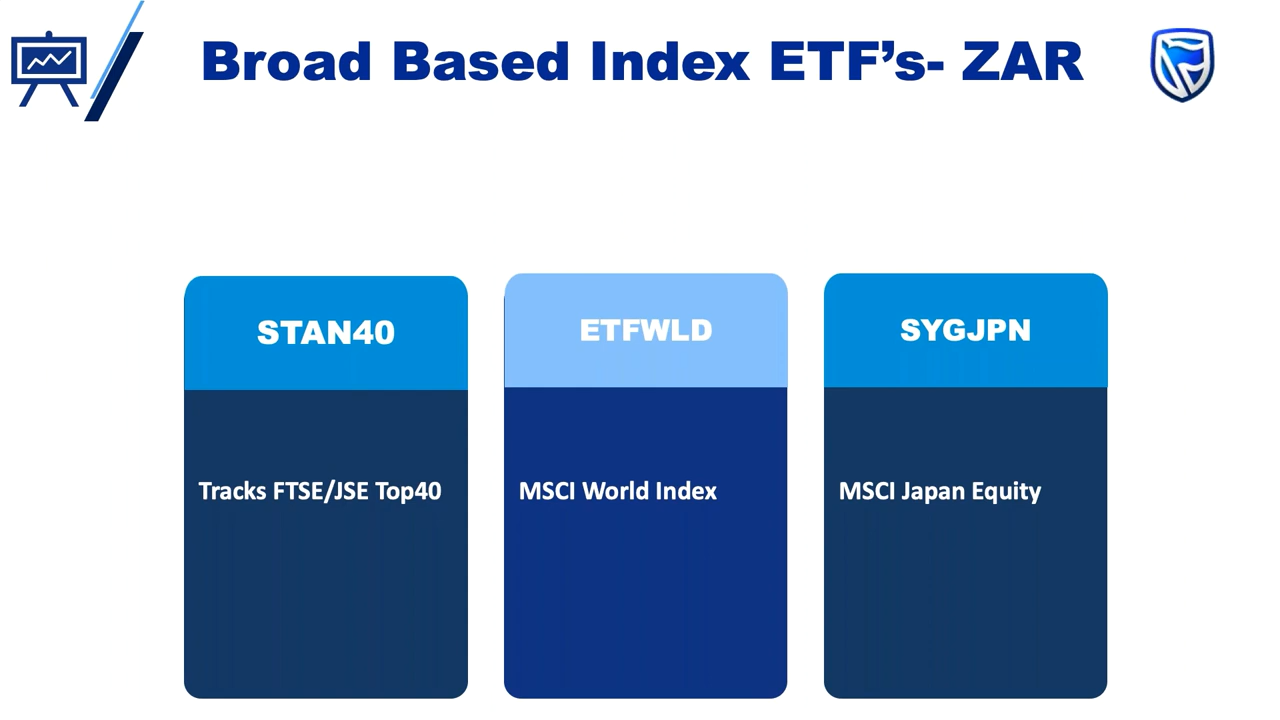 Broad Based Index ETF’s- ZAR
STAN40
Tracks FTSE/JSE Top40
ETFWLD
MSCI World Index
SYGJPN
MSCI Japan Equity